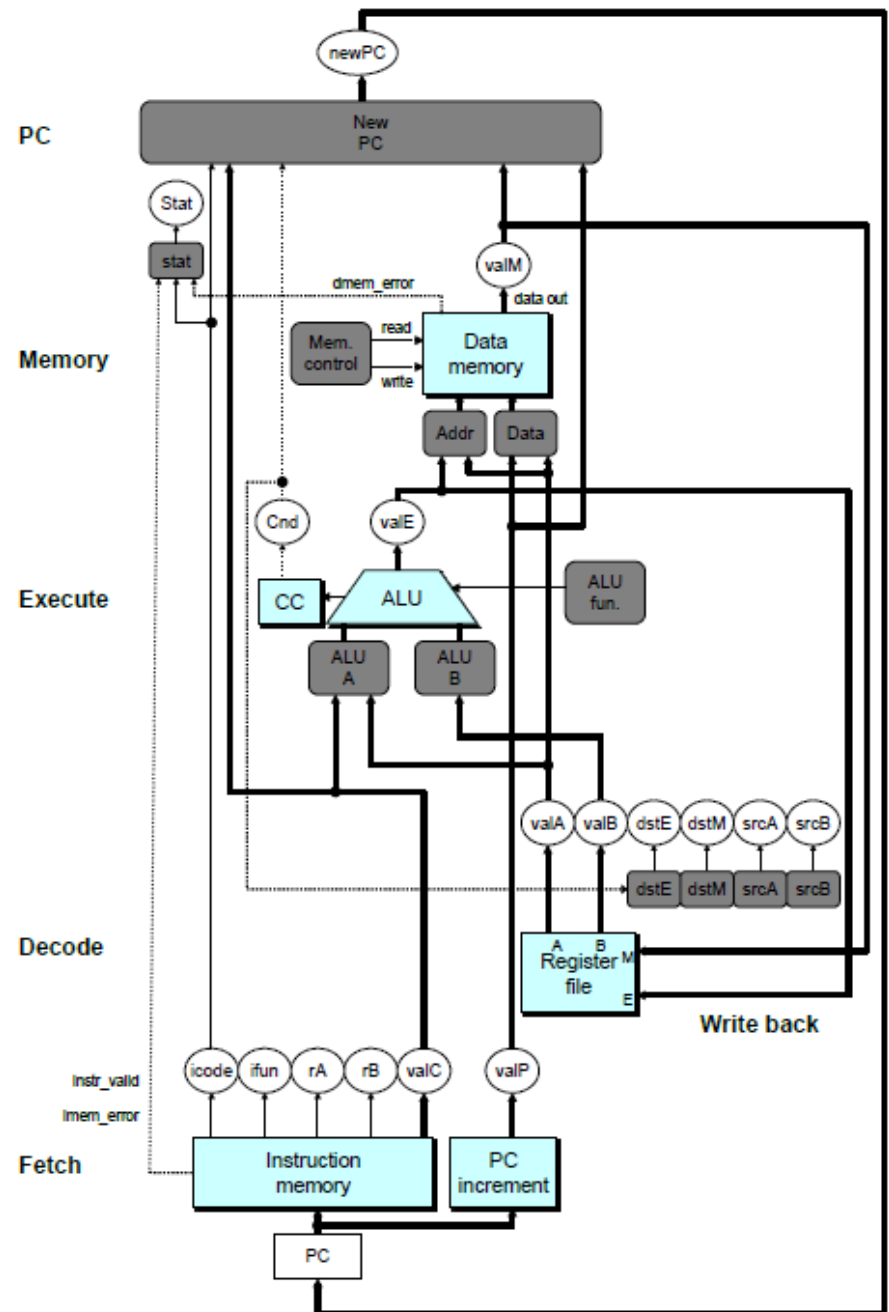 newPC
New
PC
PC
Stat
stat
valM
dmem_error
data out
Mem.
control
read
write
Data
memory
Memory
Addr
Data
Cnd
valE
Execute
CC
ALU
ALU
fun.
ALU
A
ALU
B
valA
valB
dstE
dstM
srcA
srcB
dstE
dstM
srcA
srcB
Decode
A
B
M
Register
file
E
Write back
icode
ifun
rA
rB
valC
valP
Instr_valid
Imem_error
Fetch
Instruction
memory
PC
increment
PC